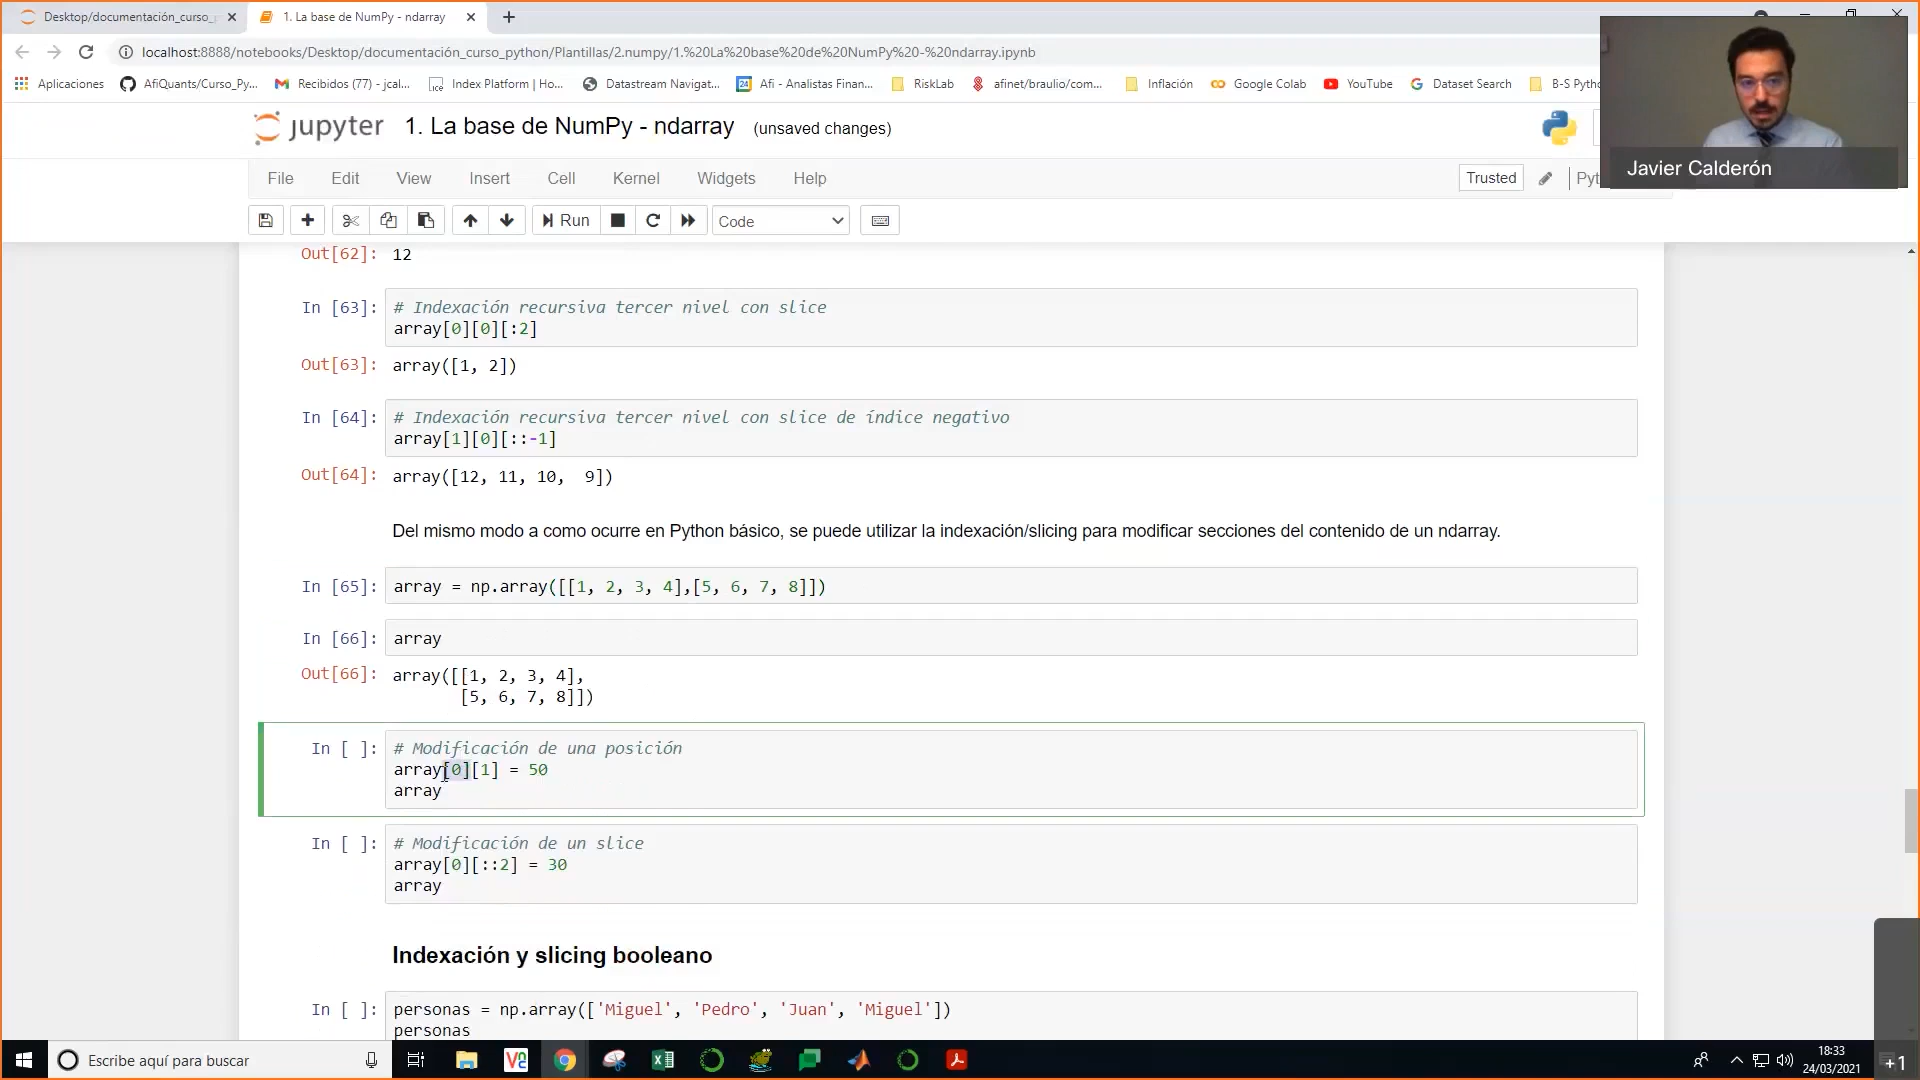 Desktop/documentación_curso_p
1. La base de NumPy - ndarray
localhost:8888/notebooks/Desktop/documentación_curso_python/Plantillas/2.numpy/1.%20La%20base%20de%20NumPy%20-%20ndarray.ipynb
Aplicaciones
AfiQuants/Curso_Py...
Recibidos (77) - jcal...
Index Platform | Ho...
Datastream Navigat...
Afi - Analistas Finan...
RiskLab
afinet/braulio/com...
Inflación
Google Colab
YouTube
Dataset Search
B-S Pytho
Javier Calderón
jupyter 1. La base de NumPy - ndarray (unsaved changes)
File Edit View Insert Cell Kernel Widgets Help
Trusted
Pyt
Run
Code
Out[62]: 12
In [63]: # Indexación recursiva tercer nivel con slice
array[0][0][:2]
Out[63]: array([1, 2])
In [64]: # Indexación recursiva tercer nivel con slice de índice negativo
array[1][0][::-1]
Out[64]: array([12, 11, 10,  9])
Del mismo modo a como ocurre en Python básico, se puede utilizar la indexación/slicing para modificar secciones del contenido de un ndarray.
In [65]: array = np.array([[1, 2, 3, 4],[5, 6, 7, 8]])
In [66]: array
Out[66]: array([[1, 2, 3, 4],
[5, 6, 7, 8]])
In [ ]: # Modificación de una posición
array[0][1] = 50
array
In [ ]: # Modificación de un slice
array[0][::2] = 30
array
Indexación y slicing booleano
In [ ]: personas = np.array(['Miguel', 'Pedro', 'Juan', 'Miguel'])
personas
Escribe aquí para buscar
18:33
24/03/2021
+1